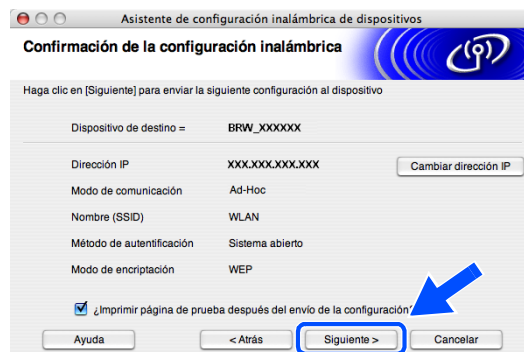 Asistente de configuración inalámbrica de dispositivos
Confirmación de la configuración inalámbrica
Haga clic en [Siguiente] para enviar la siguiente configuración al dispositivo
Dispositivo de destino = BRW_XXXXXX
Dirección IP XXX.XXX.XXX.XXX Cambiar dirección IP
Modo de comunicación Ad-Hoc
Nombre (SSID) WLAN
Método de autentificación Sistema abierto
Modo de encriptación WEP
¿Imprimir página de prueba después del envío de la configuración?
Ayuda < Atrás Siguiente > Cancelar